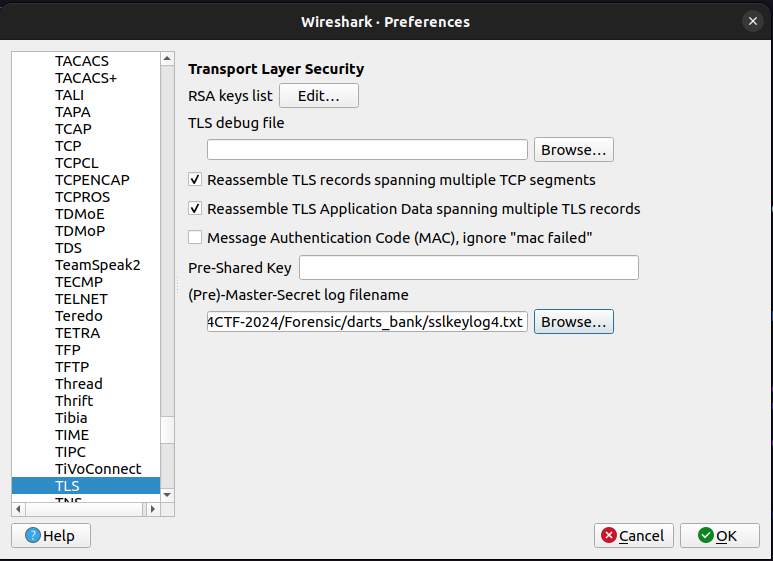 Wireshark · Preferences
TACACS
TACACS+
TALI
TAPA
TCAP
TCP
TCPCL
TCPENCAP
TCPROS
TDMoE
TDMoP
TDS
TeamSpeak2
TECMP
TELNET
Teredo
TETRA
TFP
TFTP
Thread
Thrift
Tibia
TIME
TIPC
TiVoConnect
TLS
TNS
Transport Layer Security
RSA keys list Edit...
TLS debug file
Browse...
Reassemble TLS records spanning multiple TCP segments
Reassemble TLS Application Data spanning multiple TLS records
Message Authentication Code (MAC), ignore "mac failed"
Pre-Shared Key
(Pre)-Master-Secret log filename
4CTF-2024/Forensic/darts_bank/sslkeylog4.txt Browse...
Help
Cancel
OK